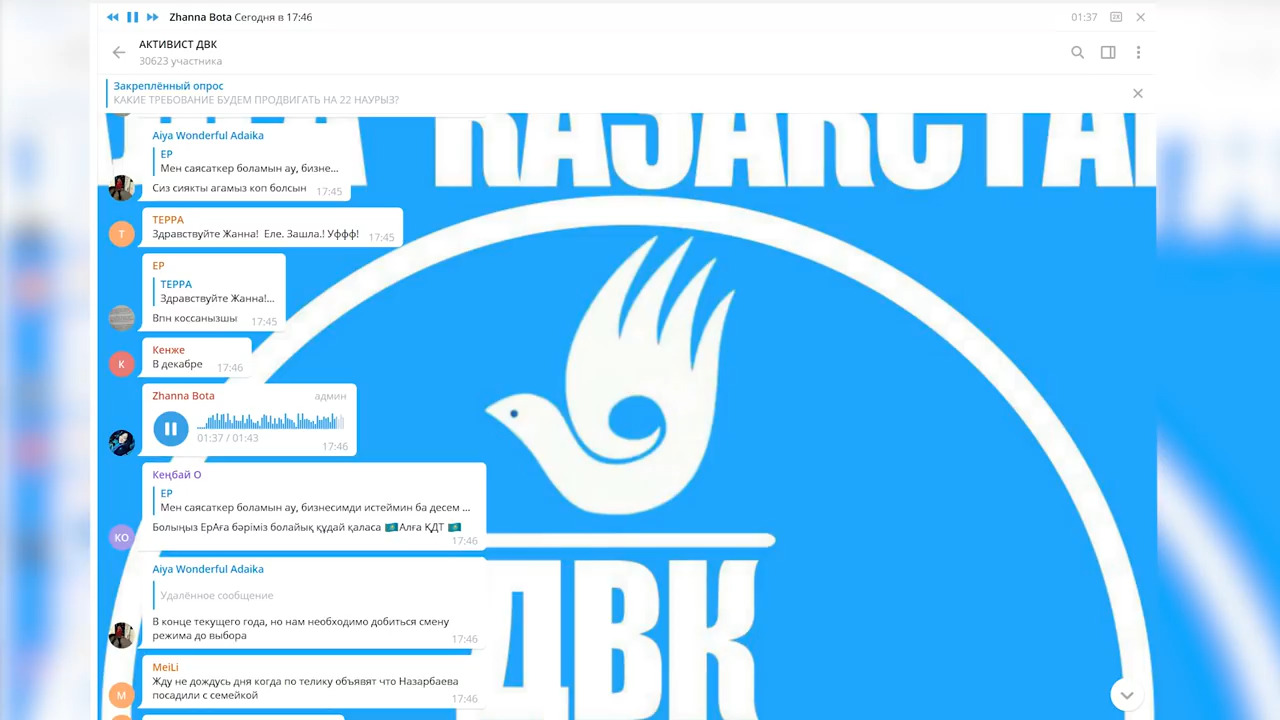 Zhanna Bota Сегодня в 17:46
01:37
2X
АКТИВИСТ ДВК
30623 участника
Закреплённый опрос
КАКИЕ ТРЕБОВАНИЕ БУДЕМ ПРОДВИГАТЬ НА 22 НАУРЫЗ?
КАЗАКСТА
Aiya Wonderful Adaika
ЕР
Мен саясаткер боламын ау, бизне...
Сиз сиякты агамыз коп болсын 17:45
Т
ТЕРРА
Здравствуйте Жанна! Еле. Зашла.! Уффф! 17:45
ЕР
ТЕРРА
Здравствуйте Жанна!...
Впн коссанызшы 17:45
К
Кенже
В декабре 17:46
Zhanna Bota админ
01:37 / 01:43
17:46
КО
Кеңбай О
ЕР
Мен саясаткер боламын ау, бизнесимди истеймин ба десем ...
Болыңыз ЕрАға бәріміз болайық құдай қаласа 🇰🇿Алға ҚДТ 🇰🇿
17:46
Aiya Wonderful Adaika
Удалённое сообщение
В конце текущего года, но нам необходимо добиться смену
режима до выбора 17:46
М
MeiLi
Жду не дождусь дня когда по телику объявят что Назарбаева
посадили с семейкой 17:46
ДВК